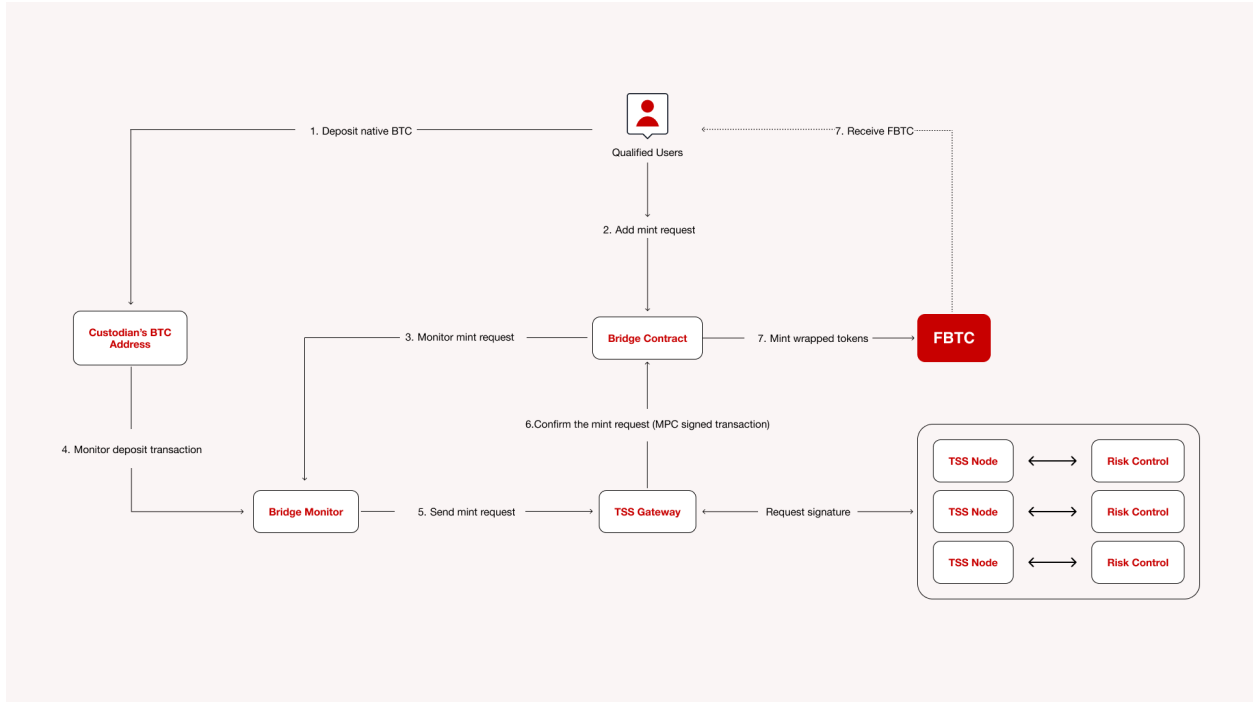 1. Deposit native BTC
7. Receive FBTC
Qualified Users
2. Add mint request
Custodian's BTC
Address
3. Monitor mint request
Bridge Contract
7. Mint wrapped tokens
FBTC
6.Confirm the mint request (MPC signed transaction)
4. Monitor deposit transaction
TSS Node
Risk Control
Bridge Monitor
5. Send mint request
TSS Gateway
Request signature
TSS Node
Risk Control
TSS Node
Risk Control